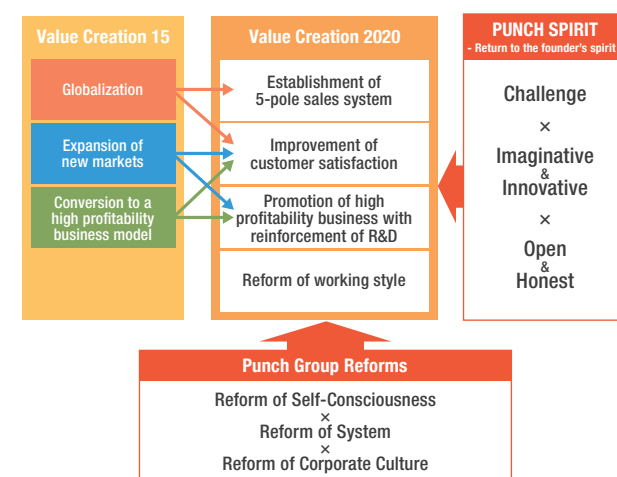 Value Creation 15
Globalization
Expansion of
new markets
Conversion to a
high profitability
business model
Value Creation 2020
Establishment of
5-pole sales system
Improvement of
customer satisfaction
Promotion of high
profitability business with
reinforcement of R&D
Reform of working style
PUNCH SPIRIT
- Return to the founder's spirit
Challenge
×
Imaginative
&
Innovative
×
Open
&
Honest
Punch Group Reforms
Reform of Self-Consciousness
×
Reform of System
×
Reform of Corporate Culture